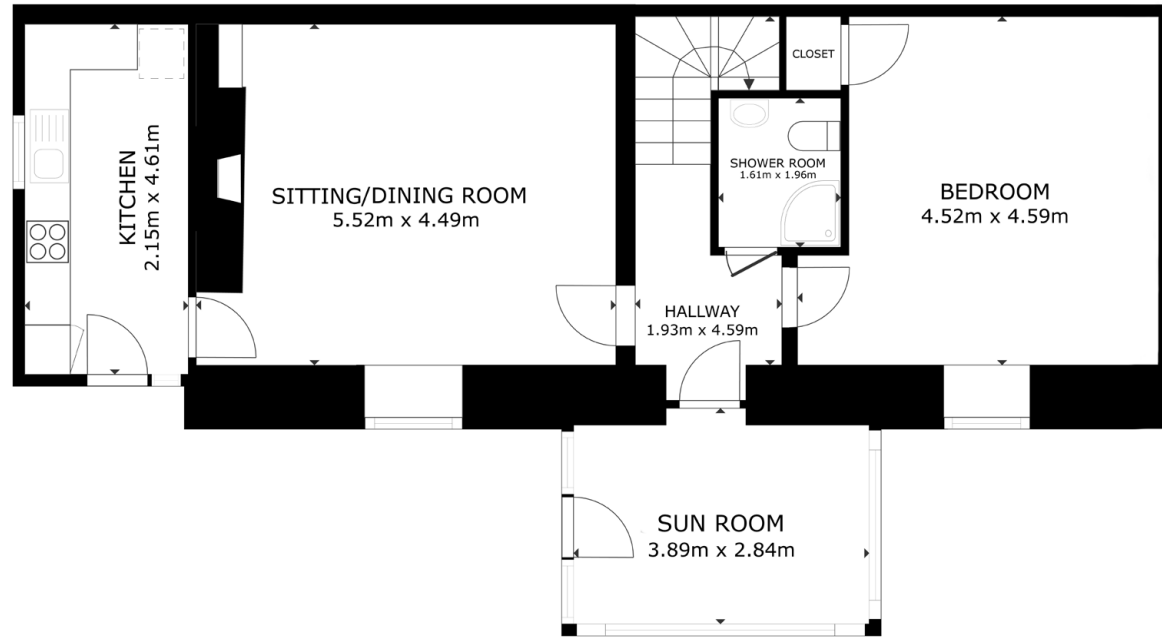 KITCHEN
2.15m x 4.61m
SITTING/DINING ROOM
5.52m x 4.49m
CLOSET
SHOWER ROOM
1.61m x 1.96m
BEDROOM
4.52m x 4.59m
HALLWAY
1.93m x 4.59m
SUN ROOM
3.89m x 2.84m